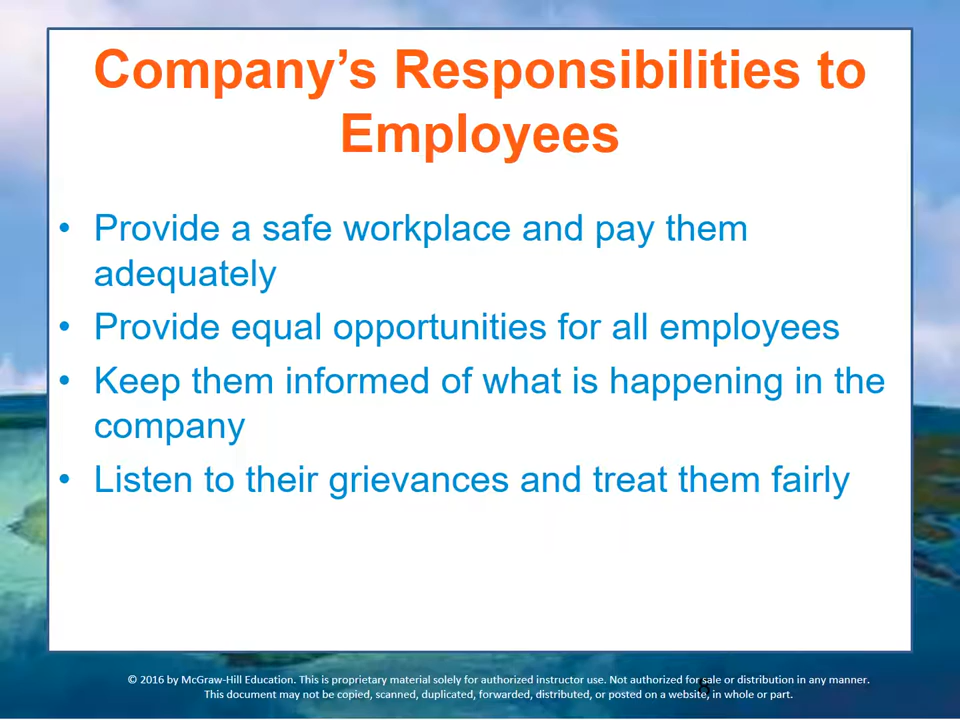 Company’s Responsibilities to
Employees
• Provide a safe workplace and pay them
adequately
• Provide equal opportunities for all employees
• Keep them informed of what is happening in the
company
• Listen to their grievances and treat them fairly
© 2016 by McGraw-Hill Education. This is proprietary material solely for authorized instructor use. Not authorized for sale or distribution in any manner.
This document may not be copied, scanned, duplicated, forwarded, distributed, or posted on a website, in whole or part.